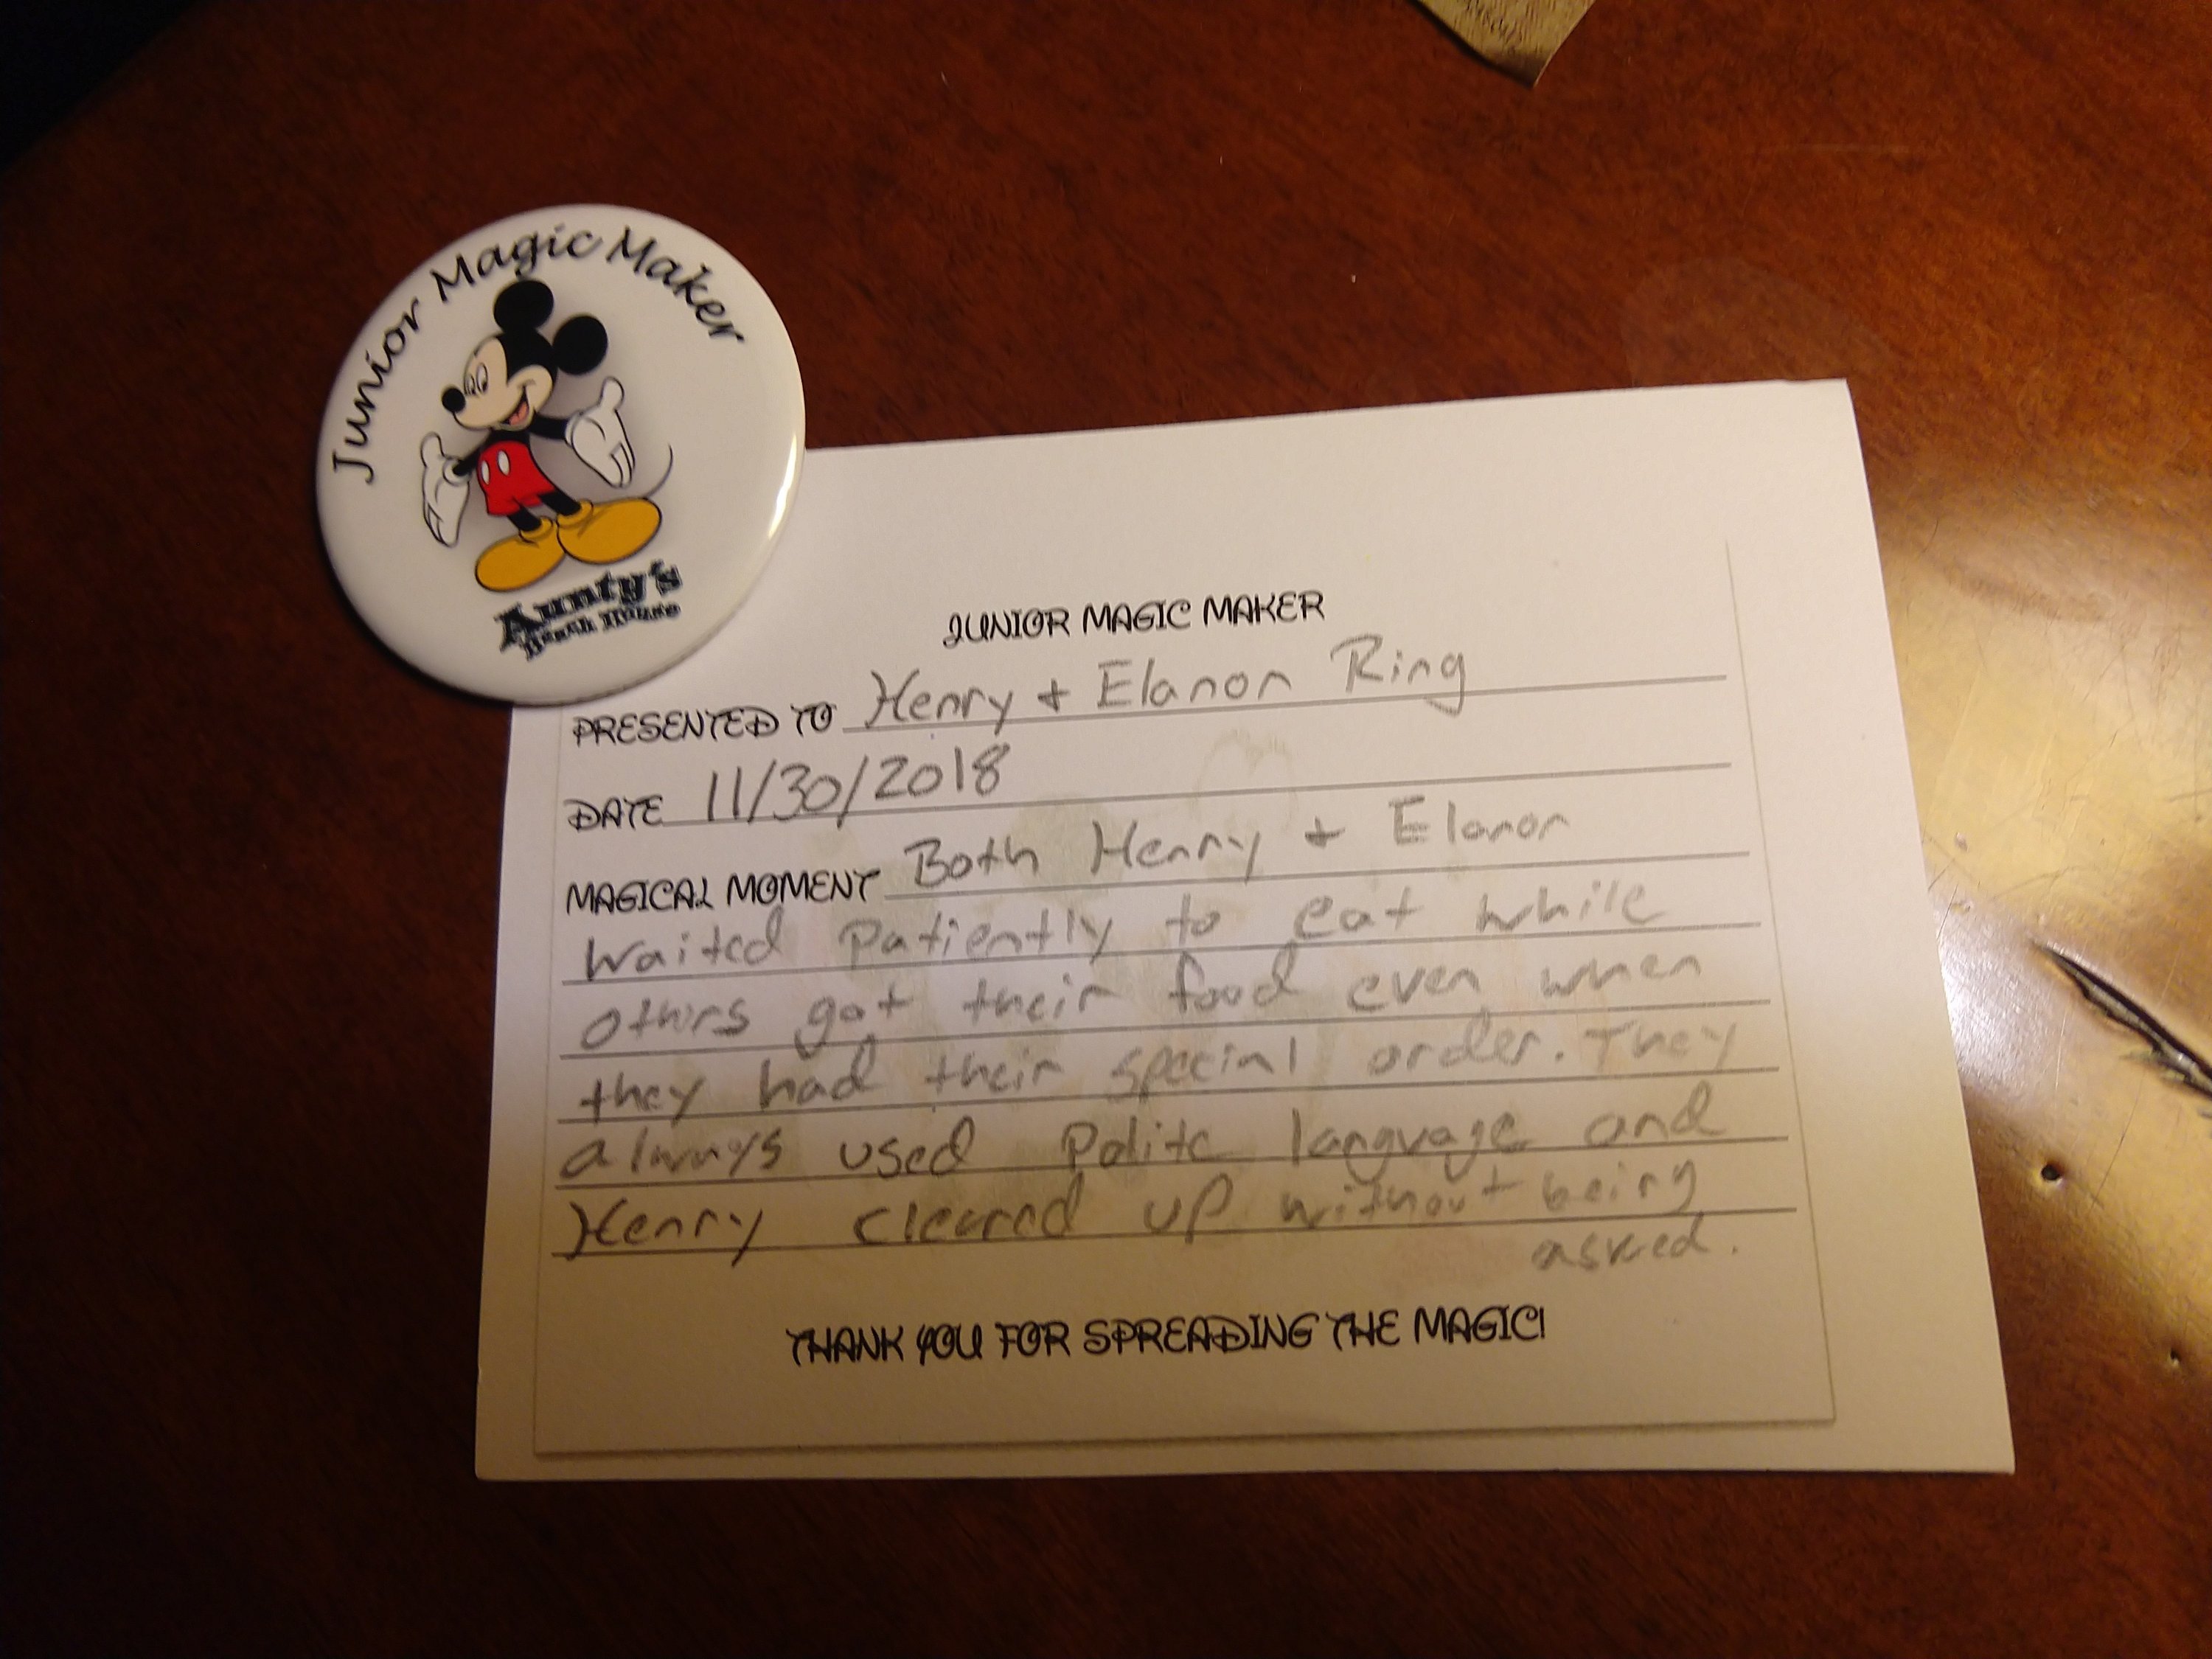 Junior Magic Maker
Aunty's
Beach House
JUNIOR MAGIC MAKER
PRESENTED TO Henry + Elanor Ring
DATE 11/30/2018
MAGICAL MOMENT Both Henry + Elanor
waited patiently to eat while
others got their food even when
they had their special order. They
always used polite language and
Henry cleaned up without being
asked.
THANK YOU FOR SPREADING THE MAGIC!